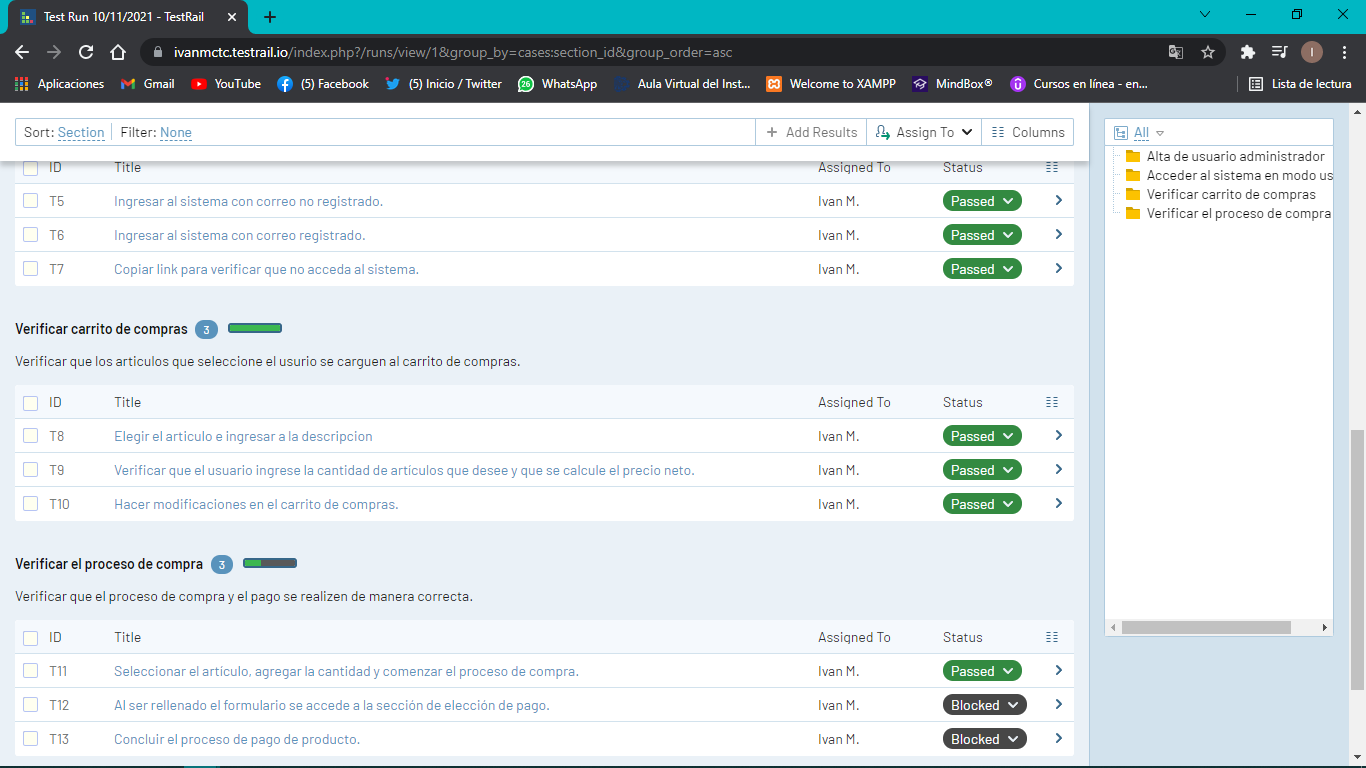 Test Run 10/11/2021 - TestRail
ivanmctc.testrail.io/index.php?/runs/view/1&group_by=cases:section_id&group_order=asc
I
Aplicaciones Gmail YouTube (5) Facebook (5) Inicio / Twitter 26 WhatsApp Aula Virtual del Inst... Welcome to XAMPP MindBox® Cursos en línea - en... Lista de lectura
Sort: Section Filter: None + Add Results Assign To Columns
All
Alta de usuario administrador
Acceder al sistema en modo us
Verificar carrito de compras
Verificar el proceso de compra
ID Title Assigned To Status
T5 Ingresar al sistema con correo no registrado. Ivan M. Passed
T6 Ingresar al sistema con correo registrado. Ivan M. Passed
T7 Copiar link para verificar que no acceda al sistema. Ivan M. Passed
Verificar carrito de compras 3
Verificar que los articulos que seleccione el usurio se carguen al carrito de compras.
ID Title Assigned To Status
T8 Elegir el articulo e ingresar a la descripcion Ivan M. Passed
T9 Verificar que el usuario ingrese la cantidad de artículos que desee y que se calcule el precio neto. Ivan M. Passed
T10 Hacer modificaciones en el carrito de compras. Ivan M. Passed
Verificar el proceso de compra 3
Verificar que el proceso de compra y el pago se realizen de manera correcta.
ID Title Assigned To Status
T11 Seleccionar el artículo, agregar la cantidad y comenzar el proceso de compra. Ivan M. Passed
T12 Al ser rellenado el formulario se accede a la sección de elección de pago. Ivan M. Blocked
T13 Concluir el proceso de pago de producto. Ivan M. Blocked